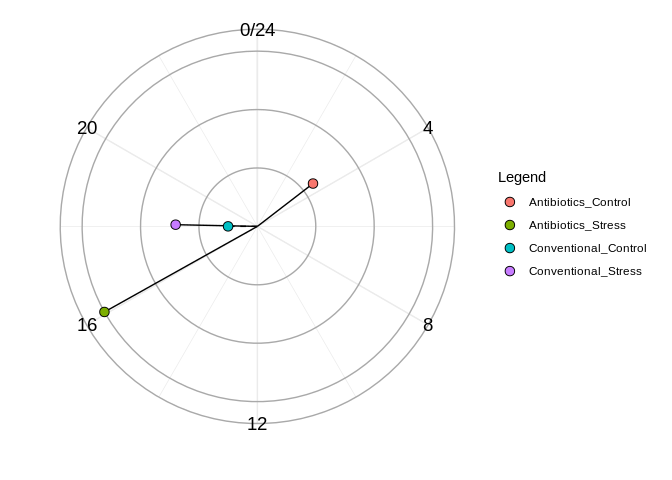 0/24
20
4
16
8
12
Legend
Antibiotics_Control
Antibiotics_Stress
Conventional_Control
Conventional_Stress